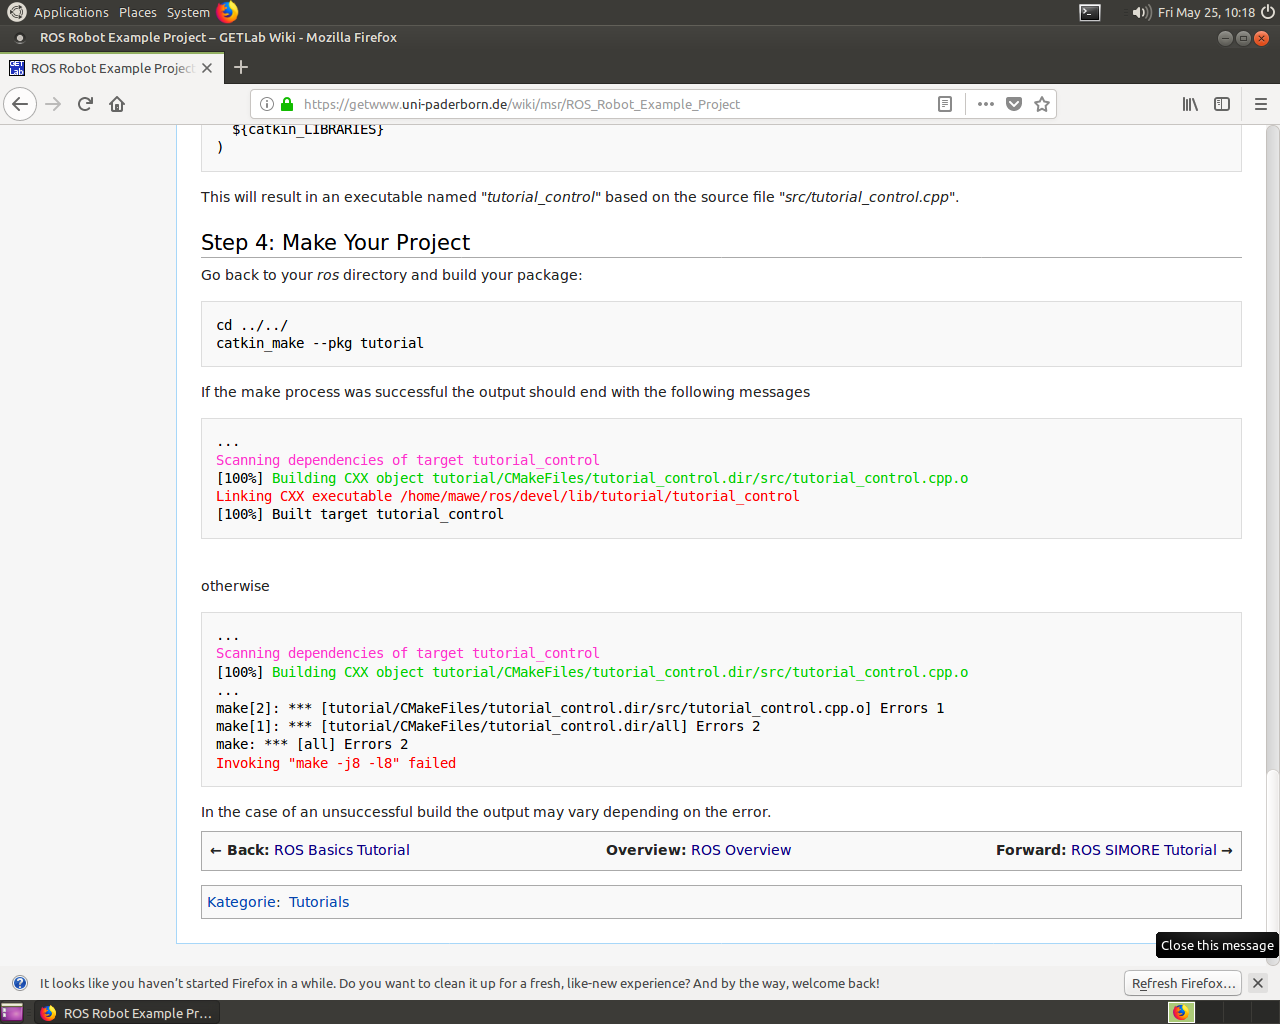 Applications Places System
Fri May 25, 10:18
ROS Robot Example Project – GETLab Wiki - Mozilla Firefox
GET Lab ROS Robot Example Project
https://getwww.uni-paderborn.de/wiki/msr/ROS_Robot_Example_Project
${catkin_LIBRARIES}
)
This will result in an executable named "tutorial_control" based on the source file "src/tutorial_control.cpp".
Step 4: Make Your Project
Go back to your ros directory and build your package:
cd ../../
catkin_make --pkg tutorial
If the make process was successful the output should end with the following messages
...
Scanning dependencies of target tutorial_control
[100%] Building CXX object tutorial/CMakeFiles/tutorial_control.dir/src/tutorial_control.cpp.o
Linking CXX executable /home/mawe/ros/devel/lib/tutorial/tutorial_control
[100%] Built target tutorial_control
otherwise
...
Scanning dependencies of target tutorial_control
[100%] Building CXX object tutorial/CMakeFiles/tutorial_control.dir/src/tutorial_control.cpp.o
...
make[2]: *** [tutorial/CMakeFiles/tutorial_control.dir/src/tutorial_control.cpp.o] Errors 1
make[1]: *** [tutorial/CMakeFiles/tutorial_control.dir/all] Errors 2
make: *** [all] Errors 2
Invoking "make -j8 -l8" failed
In the case of an unsuccessful build the output may vary depending on the error.
← Back: ROS Basics Tutorial Overview: ROS Overview Forward: ROS SIMORE Tutorial →
Kategorie: Tutorials
Close this message
It looks like you haven't started Firefox in a while. Do you want to clean it up for a fresh, like-new experience? And by the way, welcome back!
Refresh Firefox...
ROS Robot Example Pr...